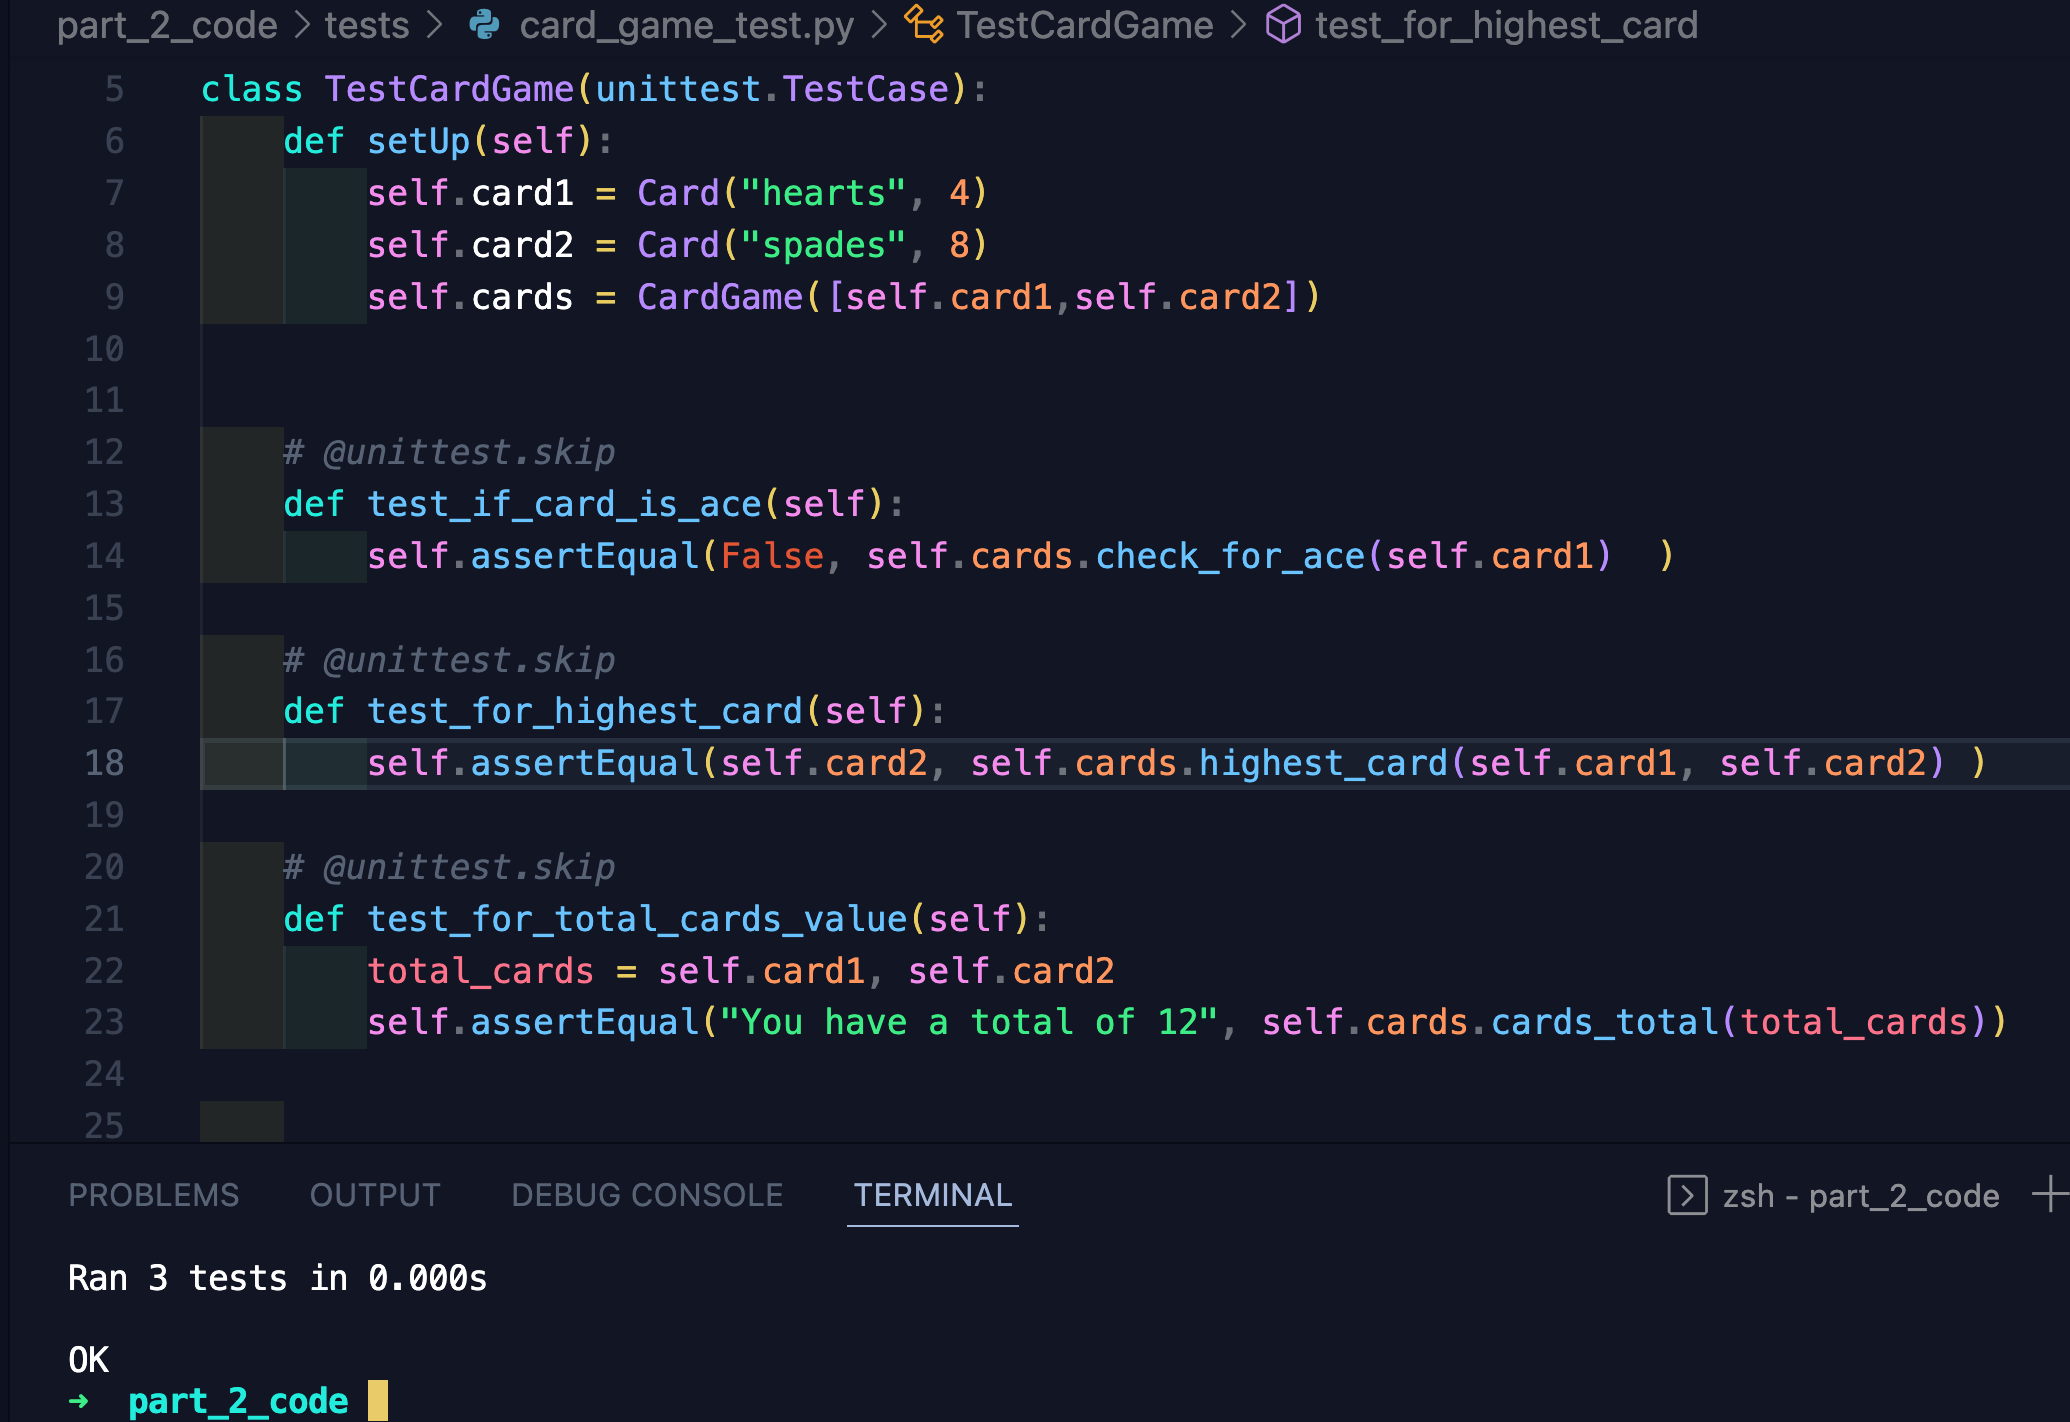 part_2_code > tests > card_game_test.py > TestCardGame > test_for_highest_card
5 class TestCardGame(unittest.TestCase):
6 def setUp(self):
7 self.card1 = Card("hearts", 4)
8 self.card2 = Card("spades", 8)
9 self.cards = CardGame([self.card1,self.card2])
10
11
12 # @unittest.skip
13 def test_if_card_is_ace(self):
14 self.assertEqual(False, self.cards.check_for_ace(self.card1)  )
15
16 # @unittest.skip
17 def test_for_highest_card(self):
18 self.assertEqual(self.card2, self.cards.highest_card(self.card1, self.card2) )
19
20 # @unittest.skip
21 def test_for_total_cards_value(self):
22 total_cards = self.card1, self.card2
23 self.assertEqual("You have a total of 12", self.cards.cards_total(total_cards))
24
25
PROBLEMS OUTPUT DEBUG CONSOLE TERMINAL zsh - part_2_code +
Ran 3 tests in 0.000s
OK
→ part_2_code